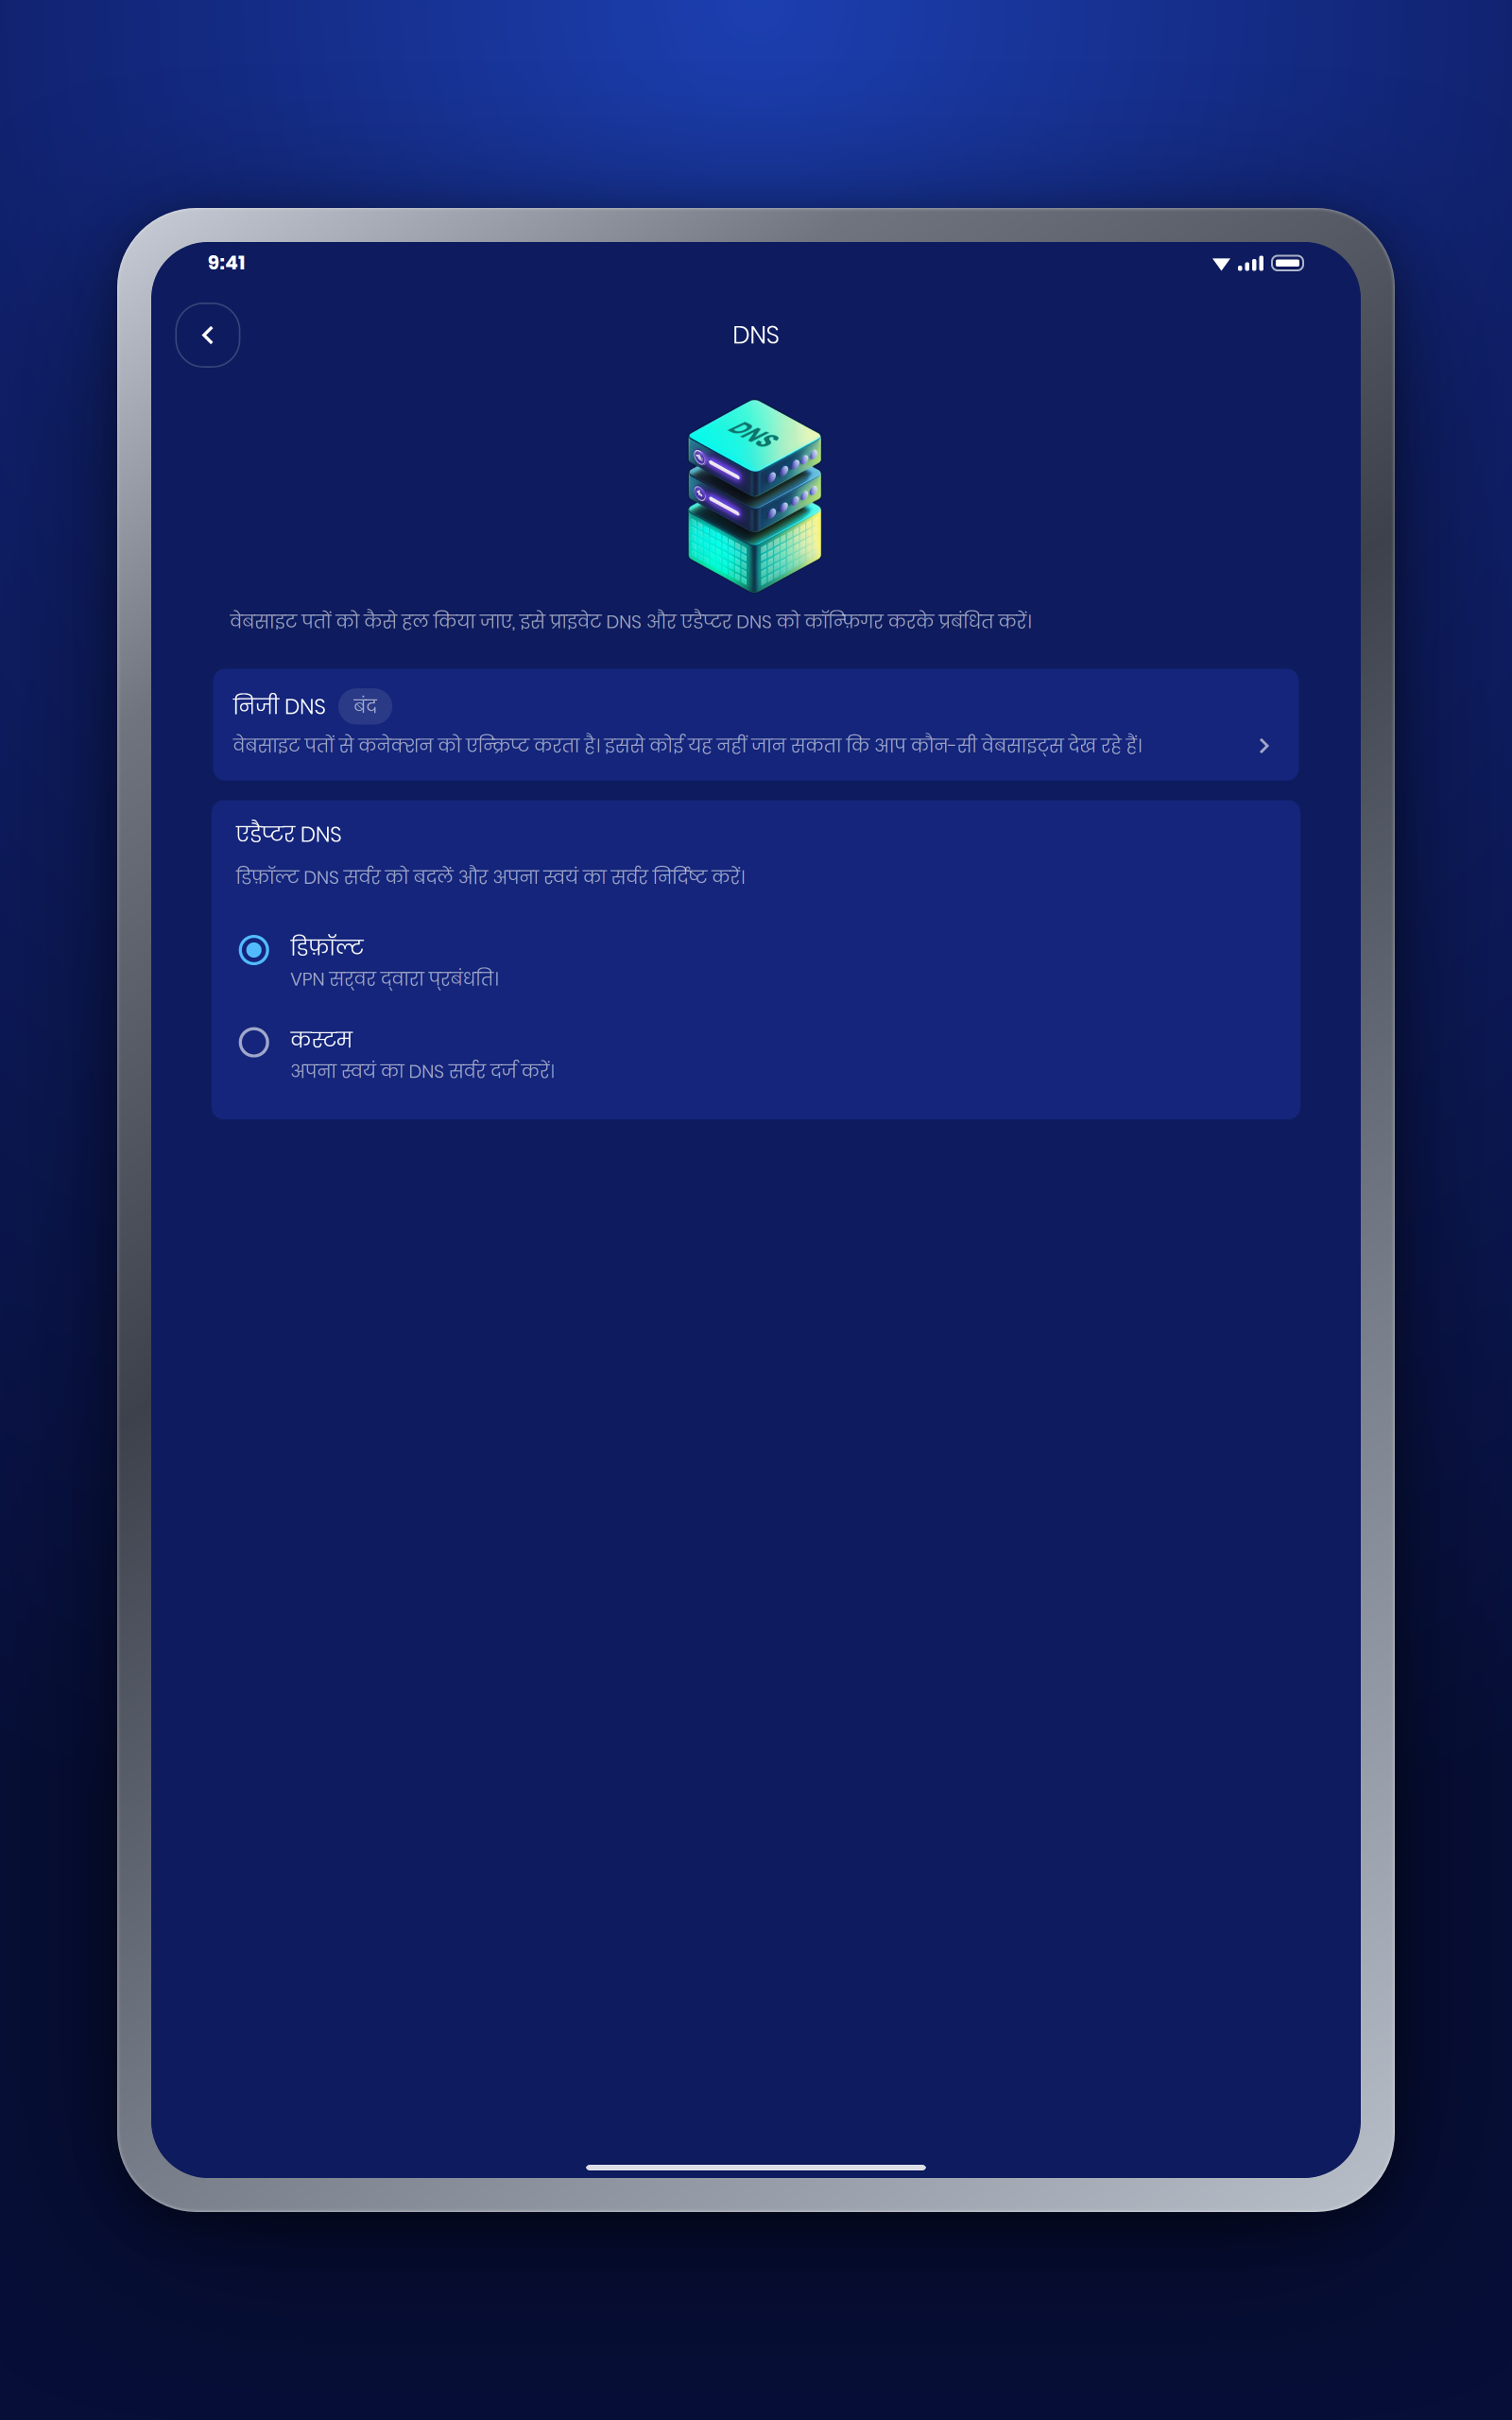 9:41
DNS
DNS
वेबसाइट पतों को कैसे हल किया जाए, इसे प्राइवेट DNS और एडैप्टर DNS को कॉन्फ़िगर करके प्रबंधित करें।
निजी DNS बंद
वेबसाइट पतों से कनेक्शन को एन्क्रिप्ट करता है। इससे कोई यह नहीं जान सकता कि आप कौन-सी वेबसाइट्स देख रहे हैं।
एडैप्टर DNS
डिफ़ॉल्ट DNS सर्वर को बदलें और अपना स्वयं का सर्वर निर्दिष्ट करें।
डिफ़ॉल्ट
VPN सर्‌वर द्‌वारा प्‌रबंधति।
कस्टम
अपना स्वयं का DNS सर्वर दर्ज करें।